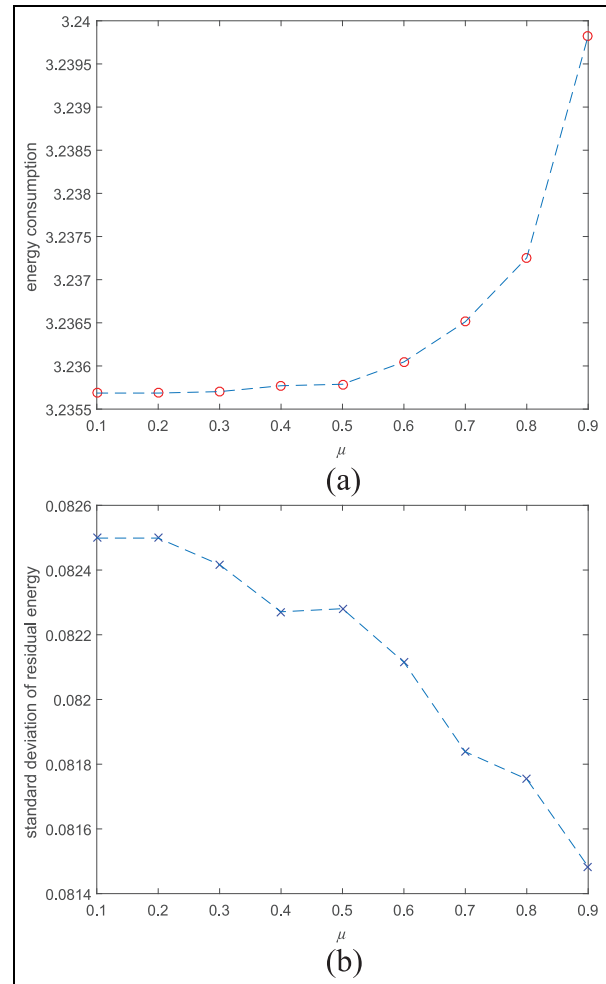 3.24
3.2395
3.239
3.2385
3.238
3.2375
3.237
3.2365
3.236
3.2355
energy consumption
0.1 0.2 0.3 0.4 0.5 0.6 0.7 0.8 0.9
μ
(a)
0.0826
0.0824
0.0822
0.082
0.0818
0.0816
0.0814
standard deviation of residual energy
0.1 0.2 0.3 0.4 0.5 0.6 0.7 0.8 0.9
μ
(b)